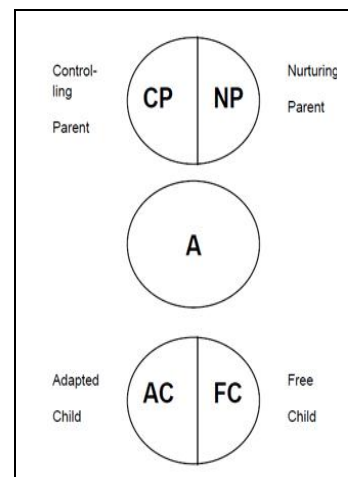 Control-
ling
Parent
CP
NP
Nurturing
Parent
A
Adapted
Child
AC
FC
Free
Child